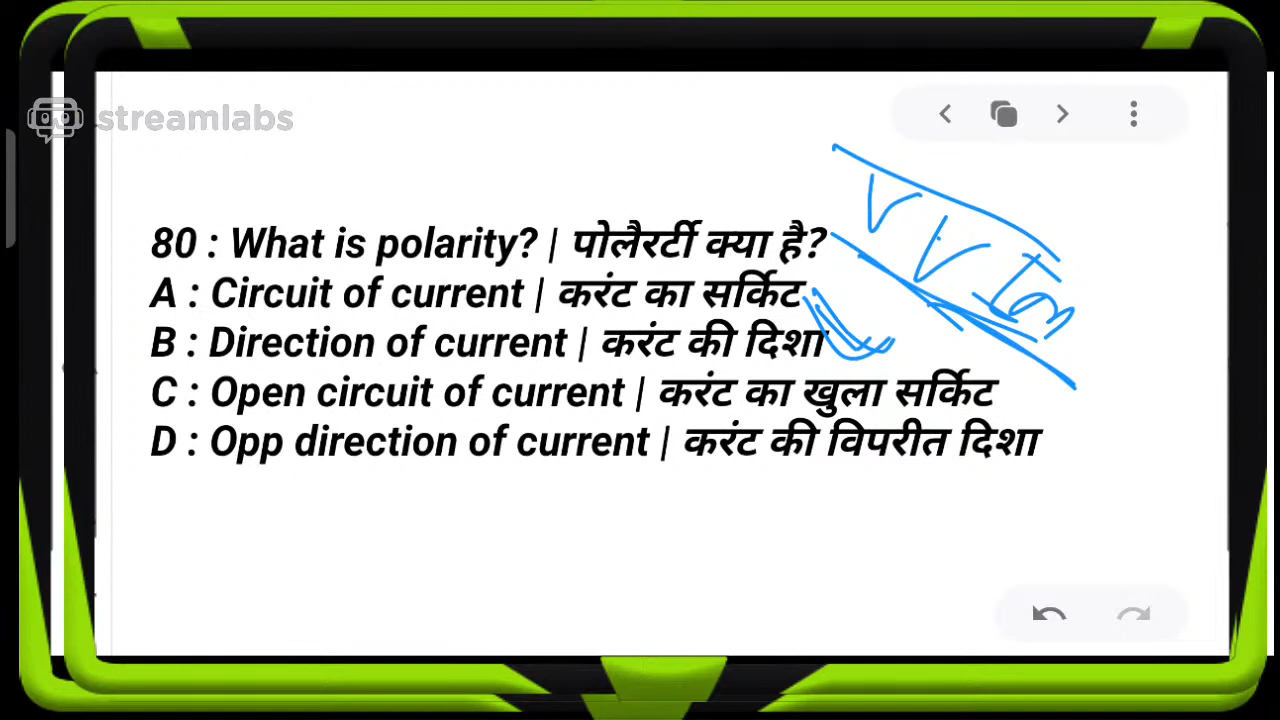 streamlabs
80 : What is polarity? | पोलैरर्टी क्या है?
A : Circuit of current | करंट का सर्किट
B : Direction of current | करंट की दिशा
C : Open circuit of current | करंट का खुला सर्किट
D : Opp direction of current | करंट की विपरीत दिशा
V V Im